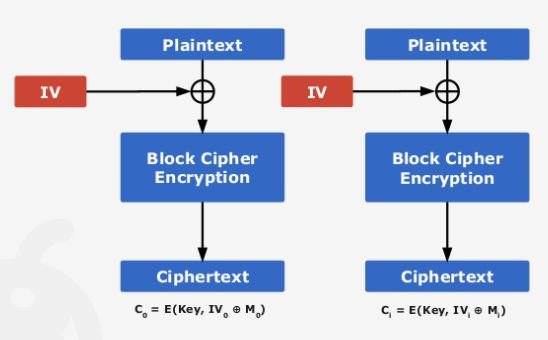 Plaintext
Plaintext
IV
IV
Block Cipher
Encryption
Block Cipher
Encryption
Ciphertext
Ciphertext
C₀ = E(Key, IV₀ ⊕ M₀)
Cᵢ = E(Key, IVᵢ ⊕ Mᵢ)